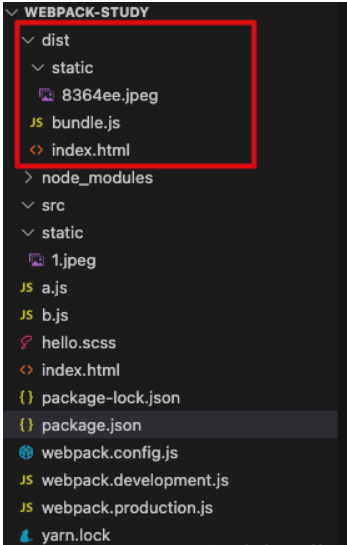 WEBPACK-STUDY
dist
static
8364ee.jpeg
JS bundle.js
<> index.html
node_modules
src
static
1.jpeg
JS a.js
JS b.js
hello.scss
<> index.html
{} package-lock.json
{} package.json
webpack.config.js
JS webpack.development.js
JS webpack.production.js
yarn.lock